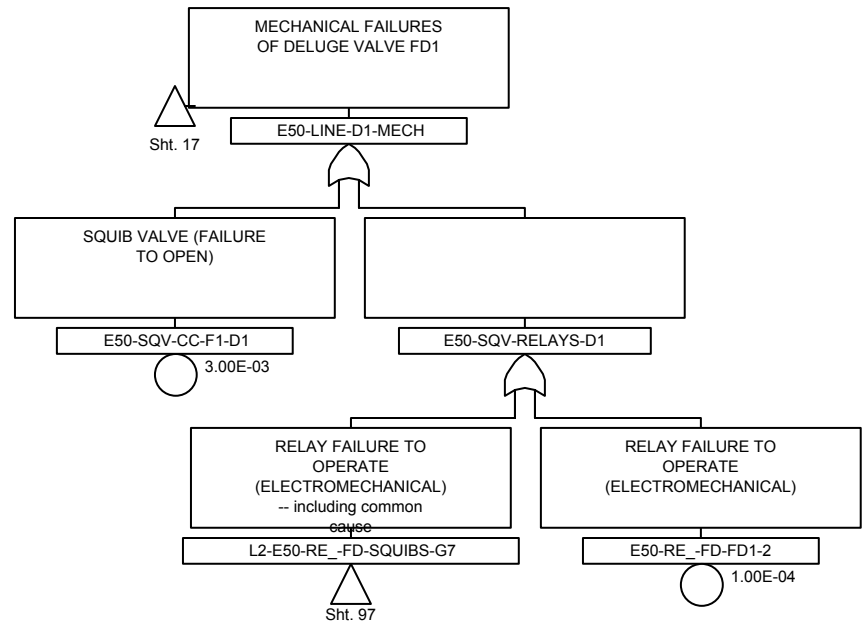 MECHANICAL FAILURES
OF DELUGE VALVE FD1
Sht. 17
E50-LINE-D1-MECH
SQUIB VALVE (FAILURE
TO OPEN)
E50-SQV-CC-F1-D1
3.00E-03
E50-SQV-RELAYS-D1
RELAY FAILURE TO
OPERATE
(ELECTROMECHANICAL)
-- including common
cause
L2-E50-RE_-FD-SQUIBS-G7
Sht. 97
RELAY FAILURE TO
OPERATE
(ELECTROMECHANICAL)
E50-RE_-FD-FD1-2
1.00E-04